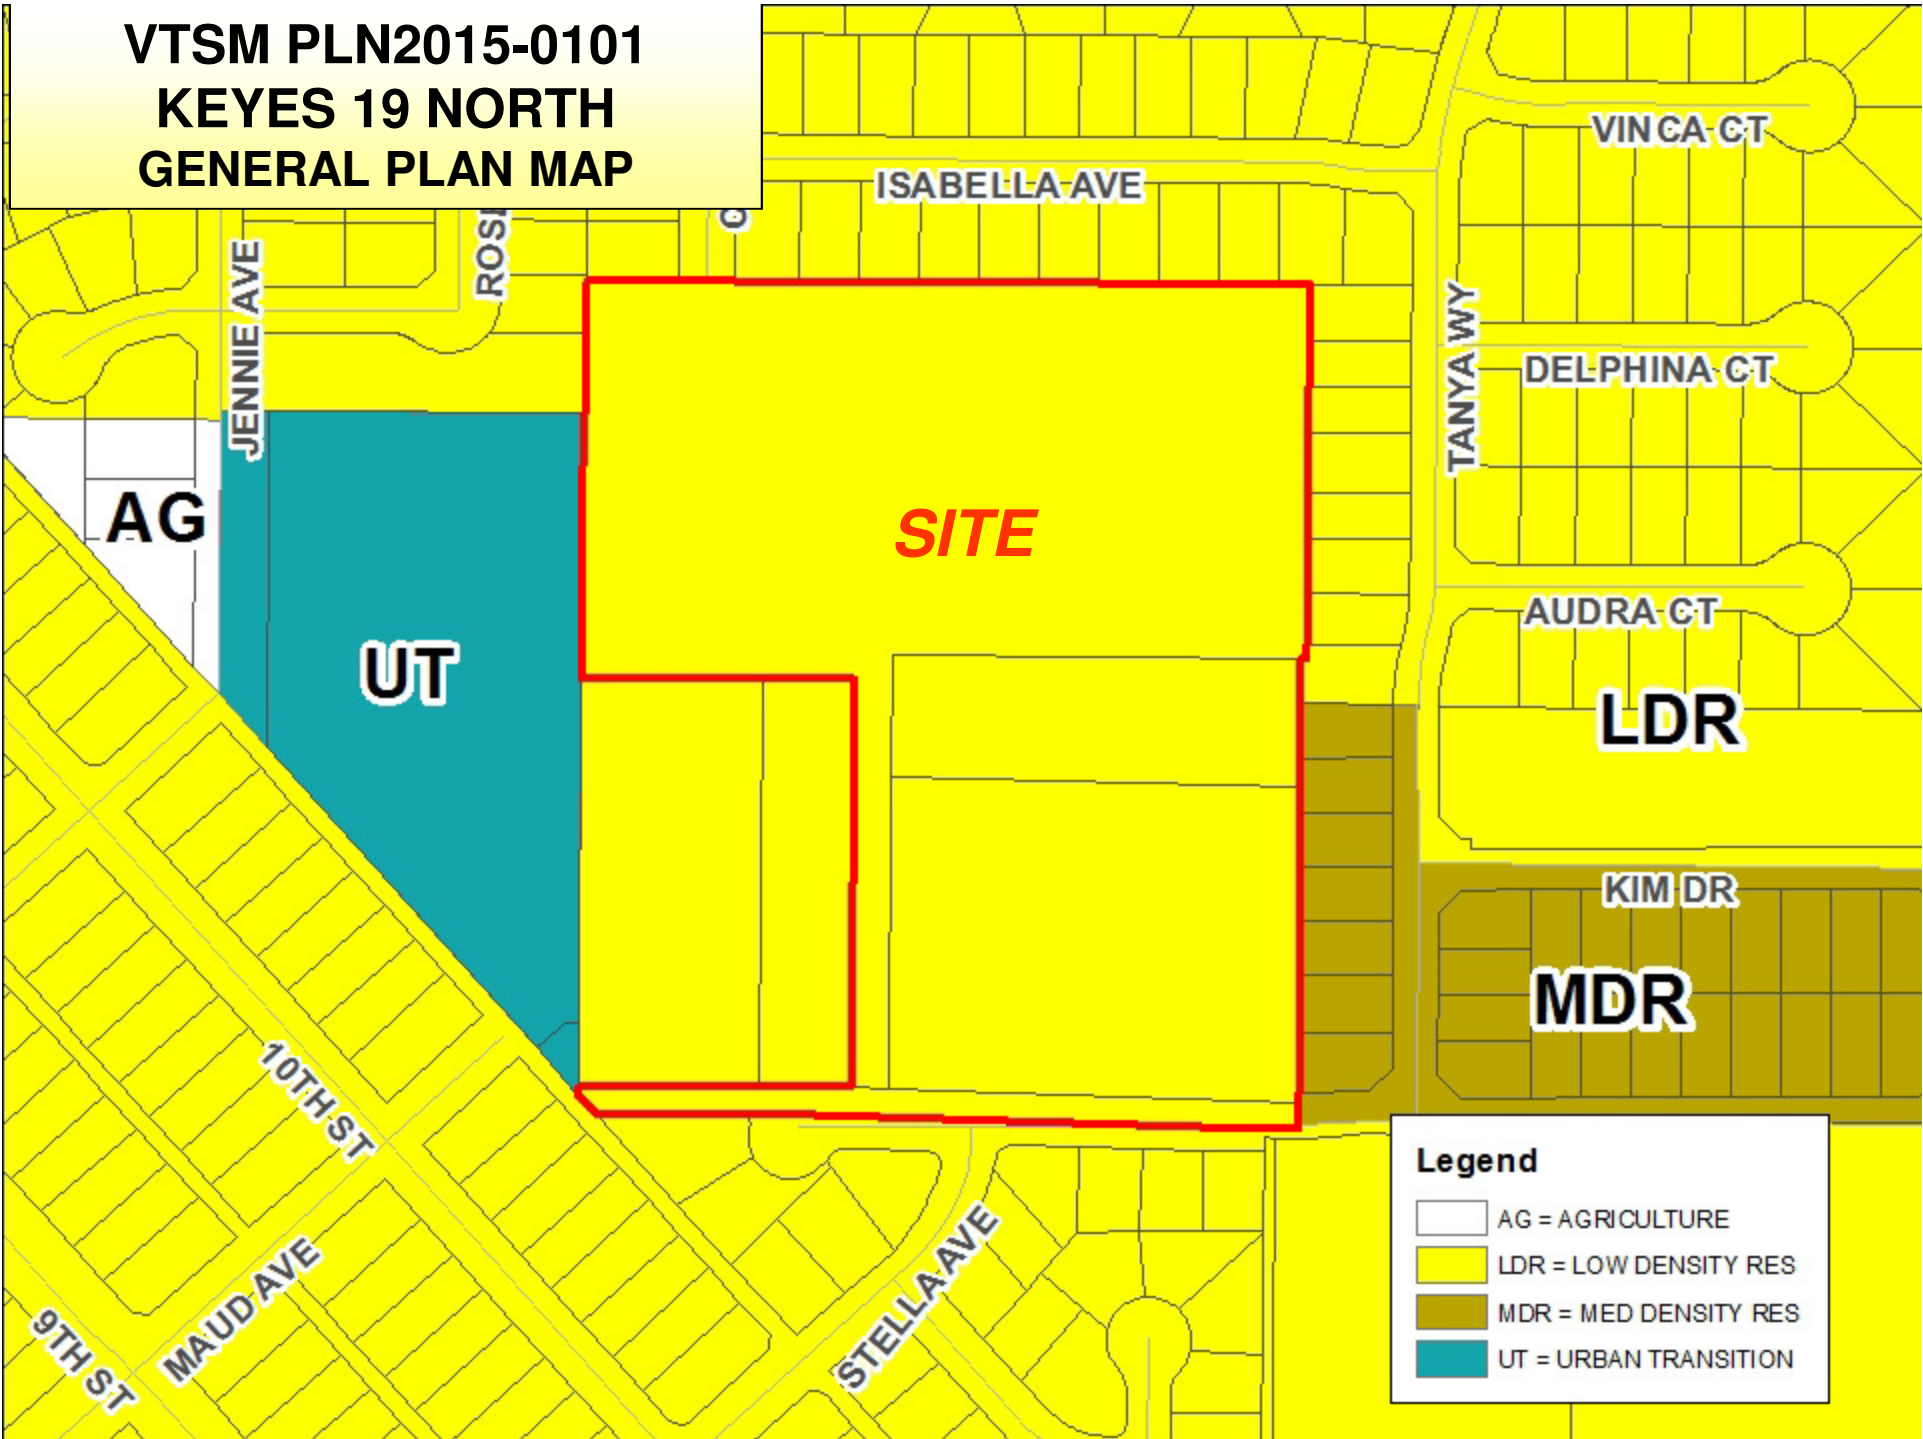 VTSM PLN2015-0101
KEYES 19 NORTH
GENERAL PLAN MAP
VINCA CT
ISABELLA AVE
JENNIE AVE
TANYA WY
DELPHINA CT
SITE
AG
UT
AUDRA CT
LDR
KIM DR
MDR
10TH ST
MAUD AVE
9TH ST
STELLA AVE
Legend
AG = AGRICULTURE
LDR = LOW DENSITY RES
MDR = MED DENSITY RES
UT = URBAN TRANSITION